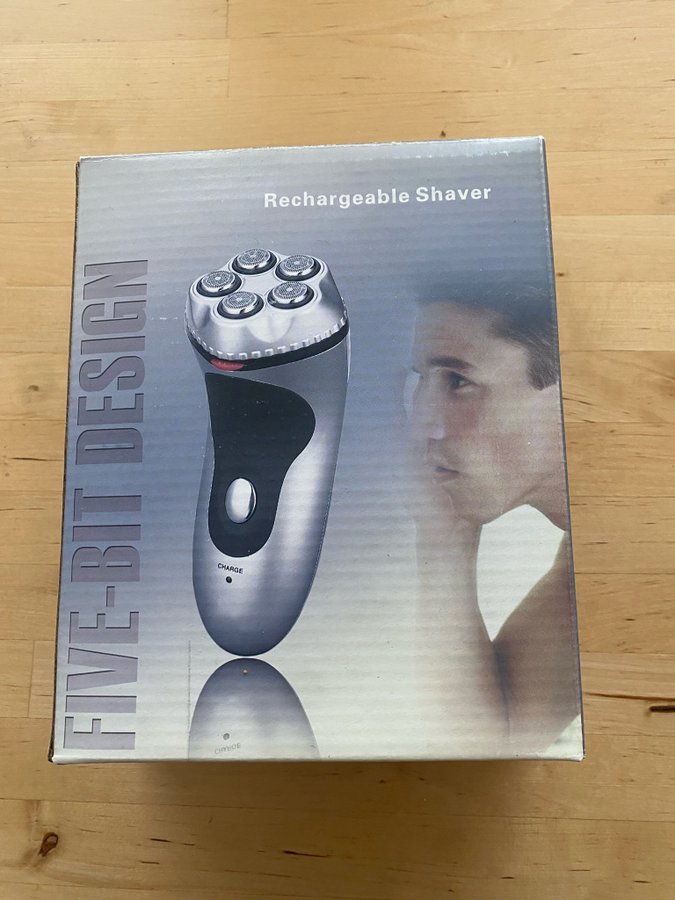 Rechargeable Shaver
FIVE-BIT DESIGN
CHARGE